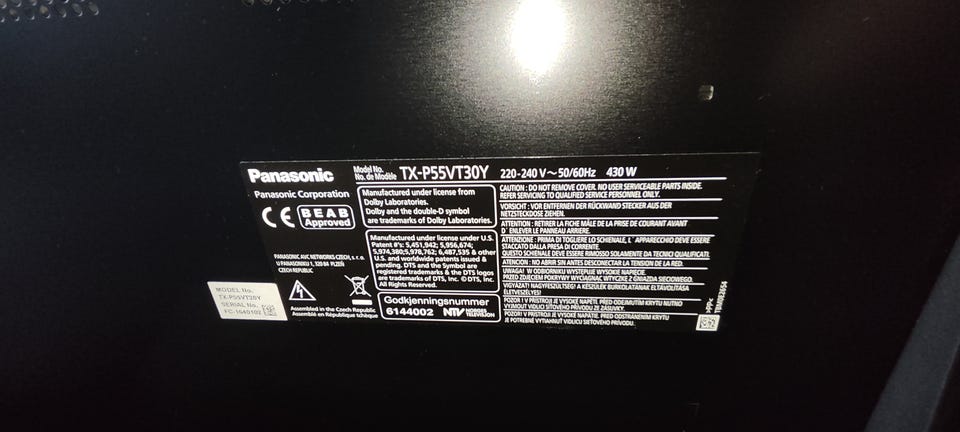 Panasonic
Model No.
No. de Modèle
TX-P55VT30Y
220-240 V~50/60Hz 430 W
Panasonic Corporation
CE
BEAB
Approved
PANASONIC AVC NETWORKS CZECH, s. r. o.
U PANASONIKU 1, 320 84 PLZEN
CZECH REPUBLIC
Assembled in the Czech Republic
Assemblé en République tchèque
Manufactured under license from
Dolby Laboratories.
Dolby and the double-D symbol
are trademarks of Dolby Laboratories.
Manufactured under license under U.S.
Patent #'s: 5,451,942; 5,956,674;
5,974,380; 5,978,762; 6,487,535 & other
U.S. and worldwide patents issued &
pending. DTS and the Symbol are
registered trademarks & the DTS logos
are trademarks of DTS, Inc. © DTS, Inc.
All Rights Reserved.
Godkjenningsnummer
6144002
NTV NORGES
TELEVISJON
CAUTION : DO NOT REMOVE COVER. NO USER SERVICEABLE PARTS INSIDE.
REFER SERVICING TO QUALIFIED SERVICE PERSONNEL ONLY.
VORSICHT : VOR ENTFERNEN DER RÜCKWAND STECKER AUS DER
NETZSTECKDOSE ZIEHEN.
ATTENTION : RETIRER LA FICHE MÂLE DE LA PRISE DE COURANT AVANT
D' ENLEVER LE PANNEAU ARRIERE.
ATTENZIONE : PRIMA DI TOGLIERE LO SCHIENALE, L' APPARECCHIO DEVE ESSERE
STACCATO DALLA PRESA DI CORRENTE.
QUESTO SCHIENALE DEVE ESSERE RIMOSSO SOLAMENTE DA TECNICI QUALIFICATI.
ATENCION : NO ABRIR SIN ANTES DESCONECTAR LA TENSION DE LA RED.
UWAGA! W ODBIORNIKU WYSTĘPUJE WYSOKIE NAPIĘCIE.
PRZED ZDJĘCIEM POKRYWY WYCIĄGNĄĆ WTYCZKĘ Z GNIAZDA SIECIOWEGO.
VIGYÁZAT! NAGYFESZÜLTSÉG! A KÉSZÜLÉK BURKOLATÁNAK ELTÁVOLÍTÁSA
ÉLETVESZÉLYES!
POZOR ! V PŘÍSTROJI JE VYSOKÉ NAPĚTÍ. PŘED ODEJMUTÍM KRYTU NUTNO
VYJMOUT VIDLICI SÍŤOVÉHO PŘÍVODU ZE ZÁSUVKY.
POZOR! V PRÍSTROJI JE VYSOKÉ NAPÄTIE. PRED ODSTRÁNENÍM KRYTU
JE POTREBNÉ VYTIAHNUŤ VIDLICU SIEŤOVÉHO PRÍVODU.
MODEL No.
TX-P55VT30Y
SERIAL No.
FC-1640102